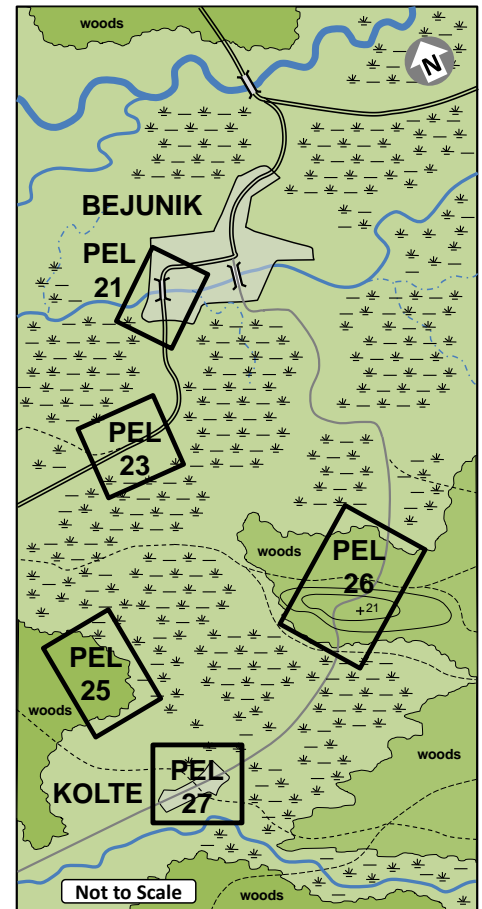 woods
N
BEJUNIK
PEL
21
PEL
23
woods
PEL
26
+21
PEL
25
woods
woods
KOLTE
PEL
27
Not to Scale
woods